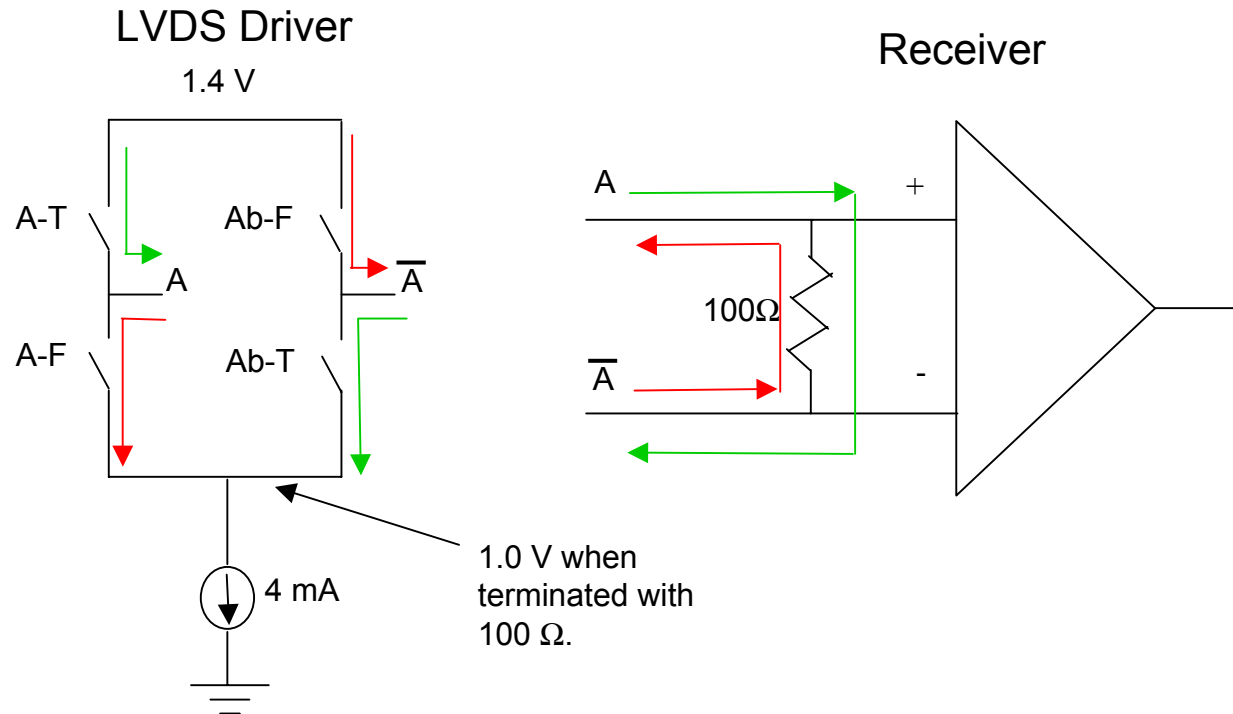 LVDS Driver
1.4 V
Receiver
A-T
Ab-F
A
A̅
A-F
Ab-T
4 mA
1.0 V when
terminated with
100 Ω.
A
+
100Ω
A̅
-